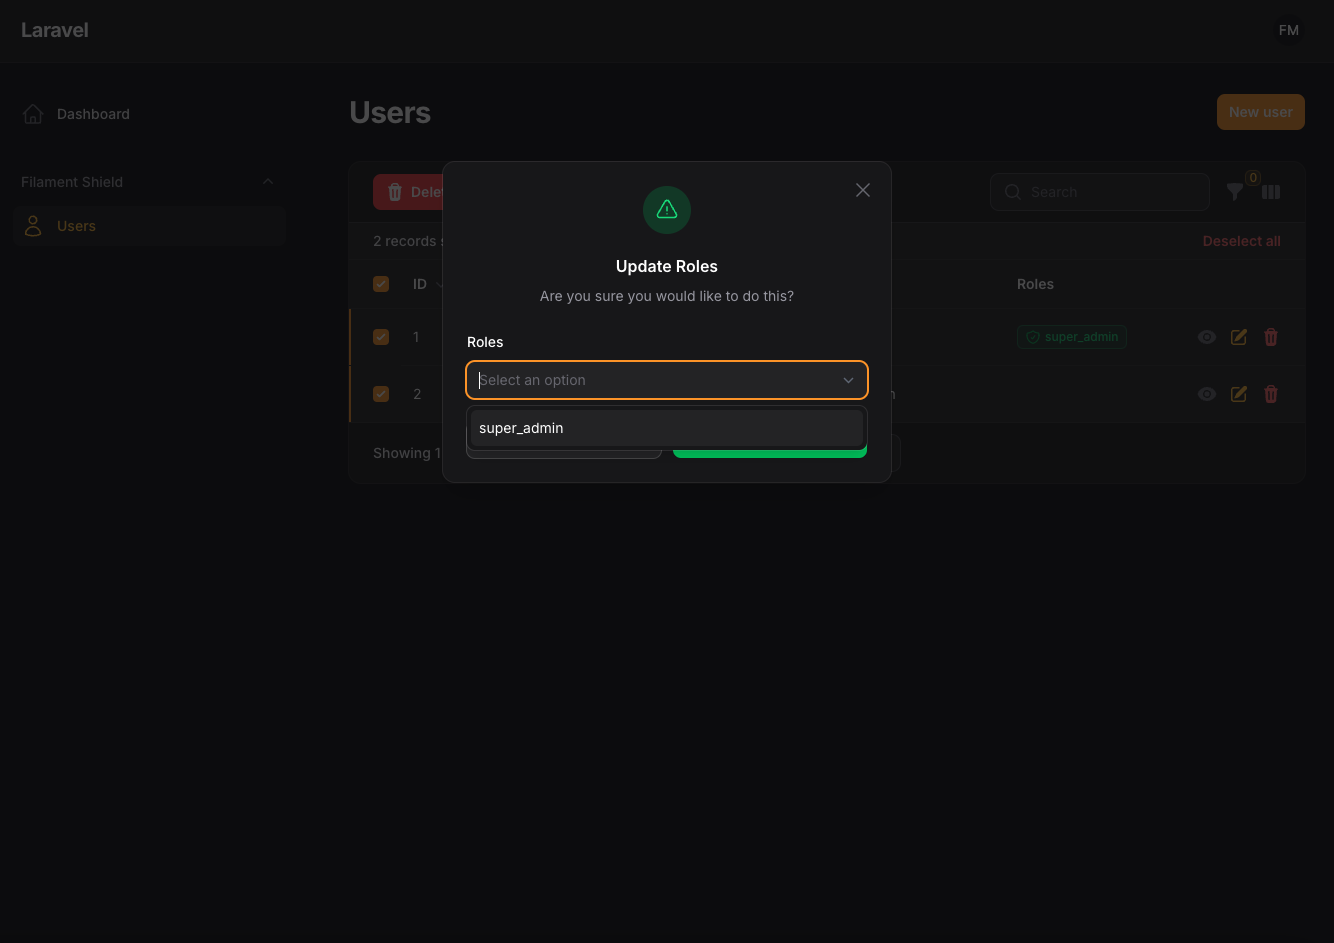 Laravel
FM
Dashboard
Users
New user
Filament Shield
Users
Search
0
2 records
Deselect all
ID
Roles
1
super_admin
2
Showing 1
Update Roles
Are you sure you would like to do this?
Roles
Select an option
super_admin